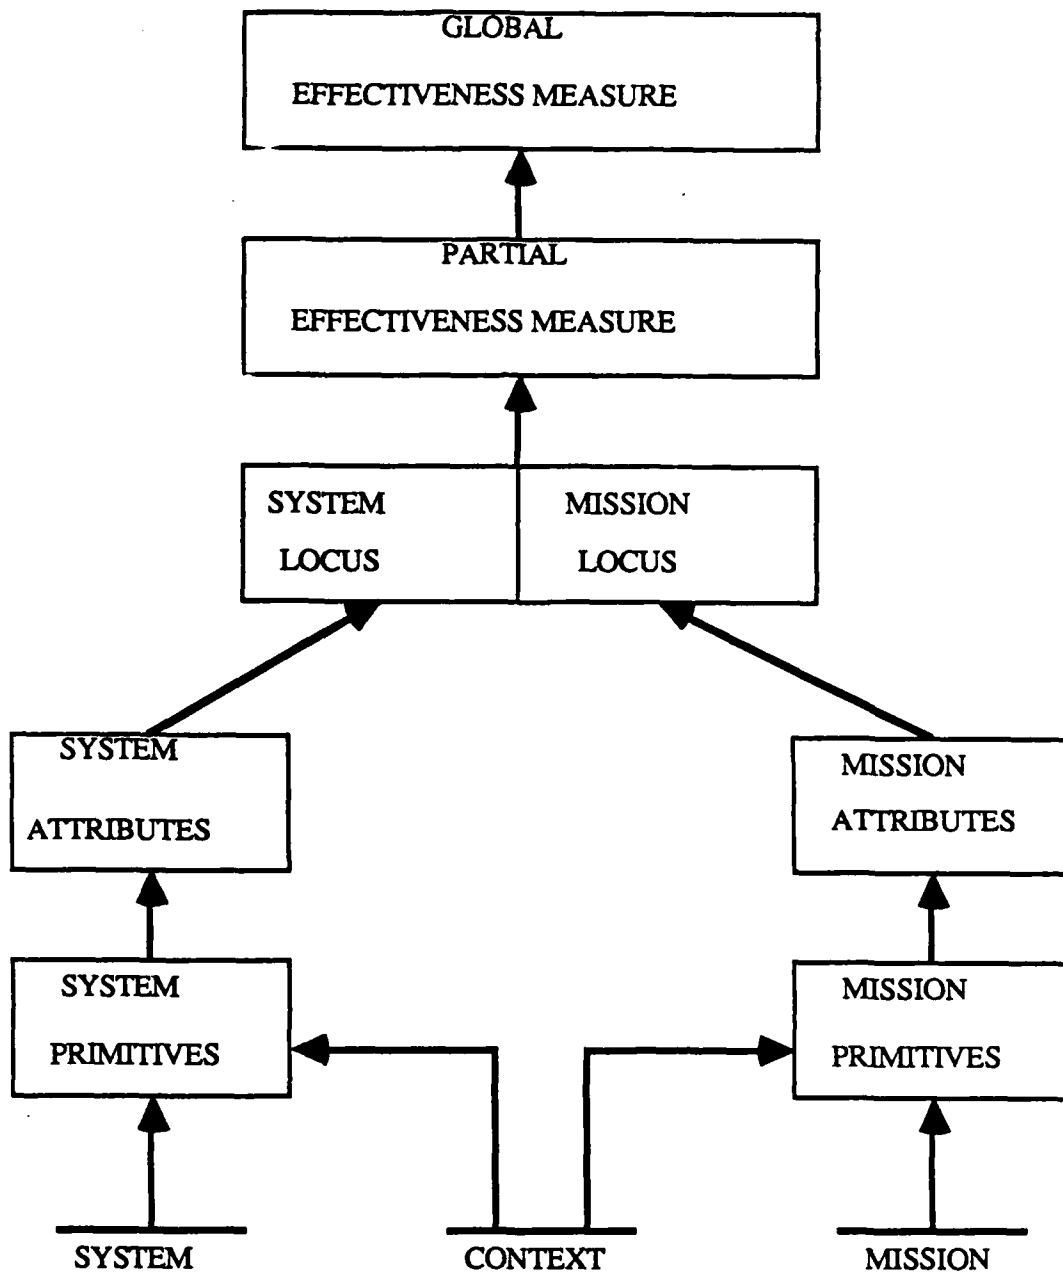 GLOBAL
EFFECTIVENESS MEASURE
PARTIAL
EFFECTIVENESS MEASURE
SYSTEM
LOCUS
MISSION
LOCUS
SYSTEM
ATTRIBUTES
MISSION
ATTRIBUTES
SYSTEM
PRIMITIVES
MISSION
PRIMITIVES
SYSTEM
CONTEXT
MISSION